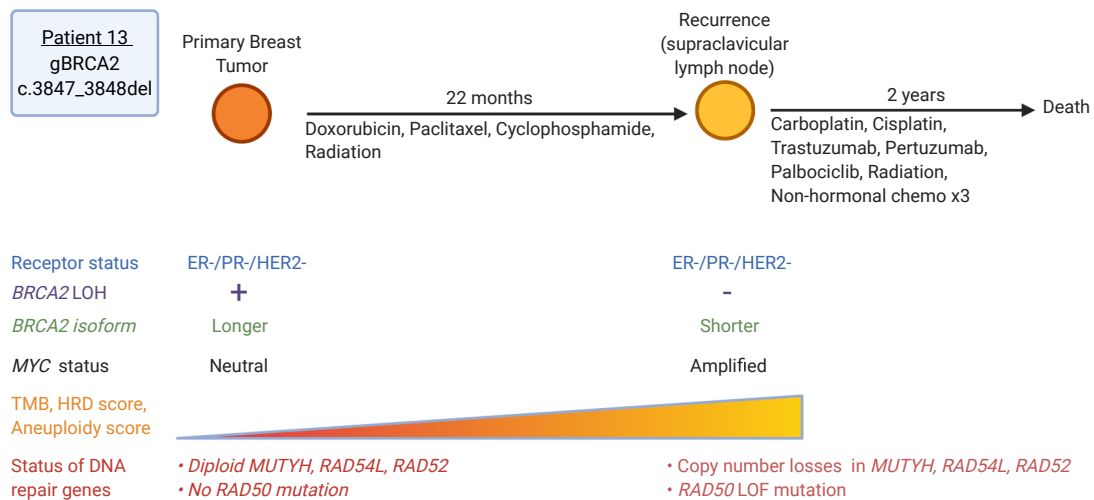 Patient 13
gBRCA2
c.3847_3848del
Primary Breast
Tumor
22 months
Doxorubicin, Paclitaxel, Cyclophosphamide,
Radiation
Recurrence
(supraclavicular
lymph node)
2 years
Carboplatin, Cisplatin,
Trastuzumab, Pertuzumab,
Palbociclib, Radiation,
Non-hormonal chemo x3
Death
Receptor status ER-/PR-/HER2- ER-/PR-/HER2-
BRCA2 LOH + -
BRCA2 isoform Longer Shorter
MYC status Neutral Amplified
TMB, HRD score,
Aneuploidy score
Status of DNA
repair genes
• Diploid MUTYH, RAD54L, RAD52
• No RAD50 mutation
• Copy number losses in MUTYH, RAD54L, RAD52
• RAD50 LOF mutation